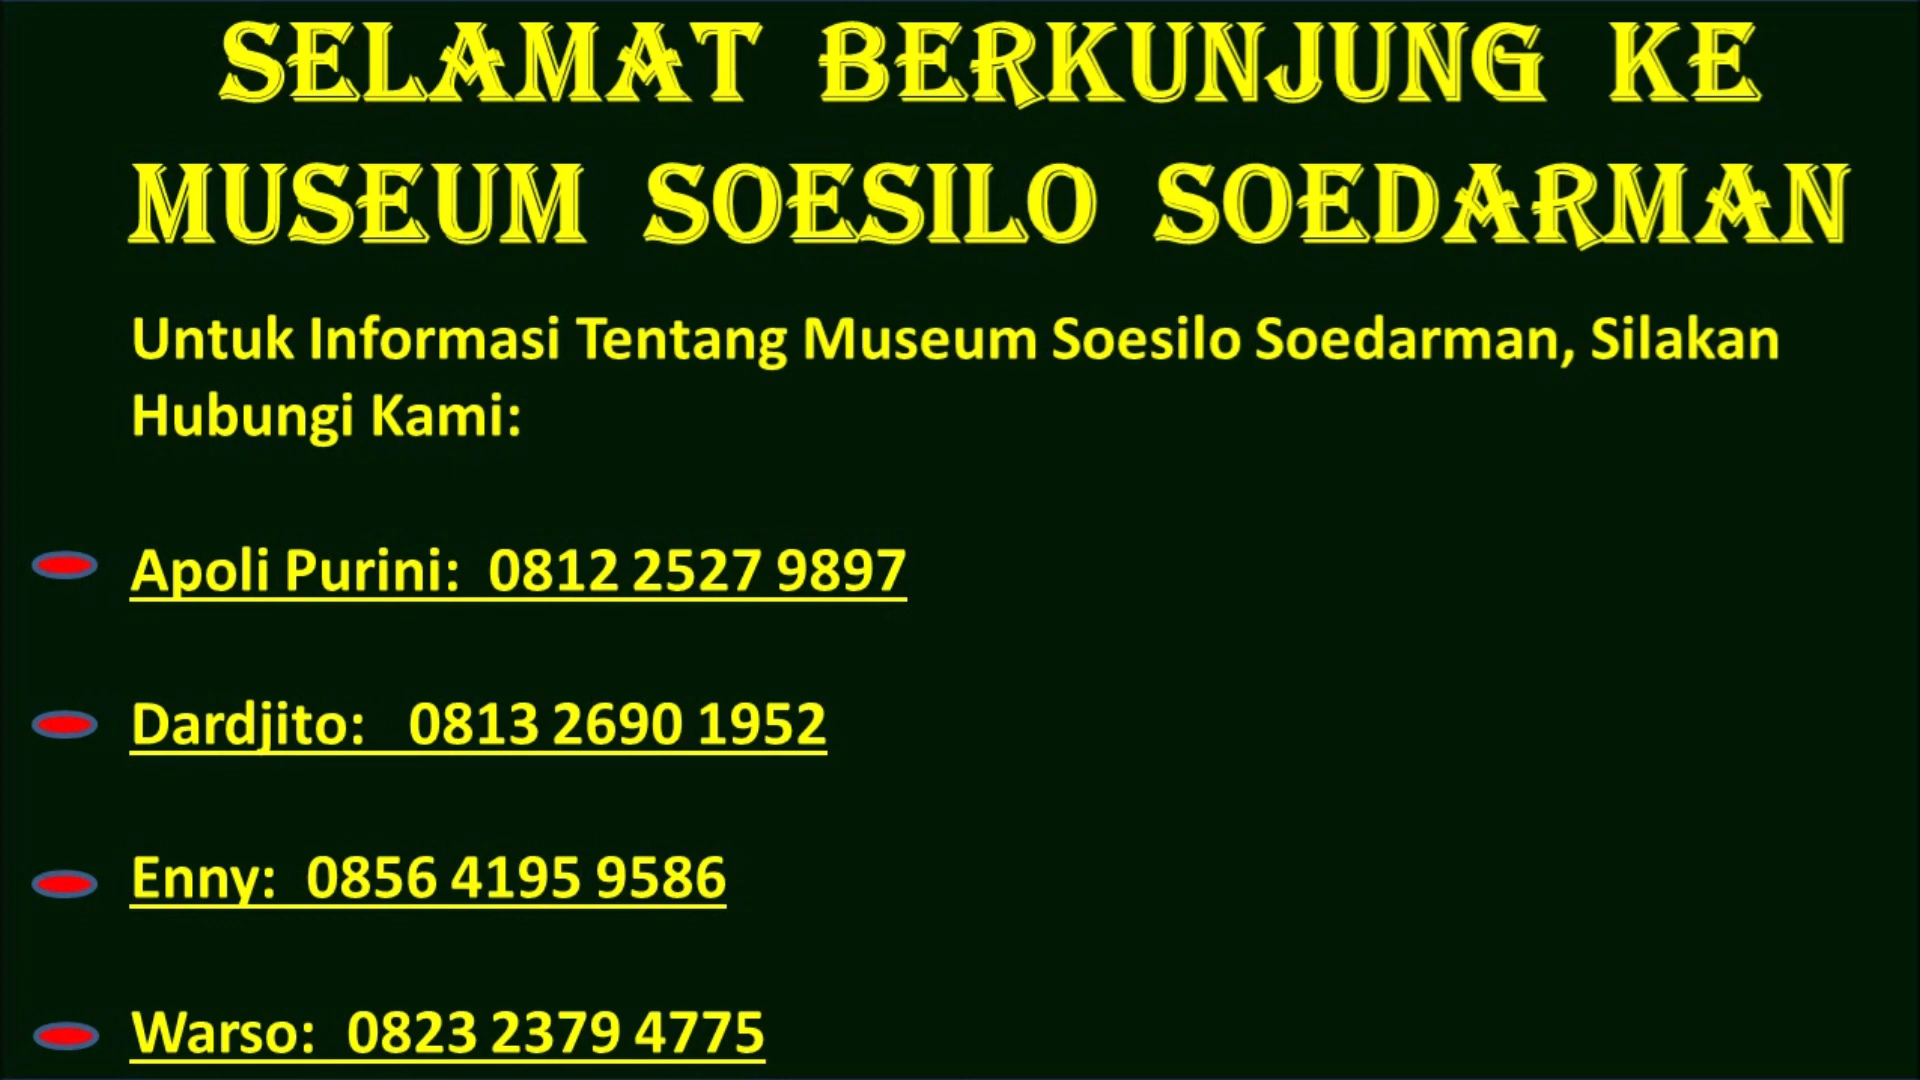 SELAMAT BERKUNJUNG KE
MUSEUM SOESILO SOEDARMAN
Untuk Informasi Tentang Museum Soesilo Soedarman, Silakan
Hubungi Kami:
Apoli Purini: 0812 2527 9897
Dardjito: 0813 2690 1952
Enny: 0856 4195 9586
Warso: 0823 2379 4775